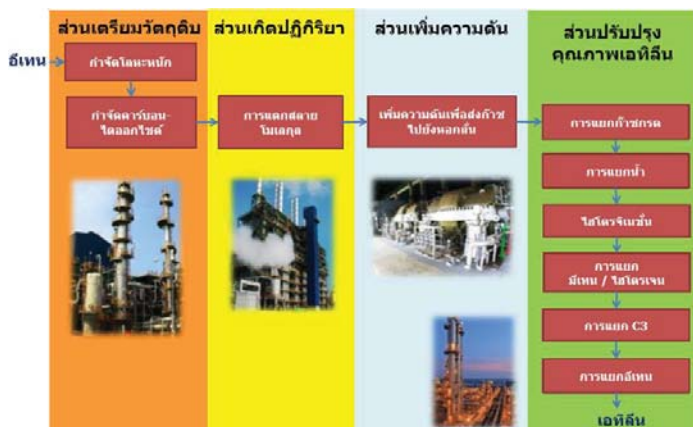 ส่วนเตรียมวัตถุดิบ
ส่วนเกิดปฏิกิริยา
ส่วนเพิ่มความดัน
ส่วนปรับปรุง
คุณภาพเอทิลีน
อีเทน
กำจัดโลหะหนัก
กำจัดคาร์บอน-
ไดออกไซด์
การแตกสลาย
โมเลกุล
เพิ่มความดันเพื่อส่งก๊าซ
ไปยังหอกลั่น
การแยกก๊าซกรด
การแยกน้ำ
ไฮโดรจิเนชั่น
การแยก
มีเทน / ไฮโดรเจน
การแยก C3
การแยกอีเทน
เอทิลีน